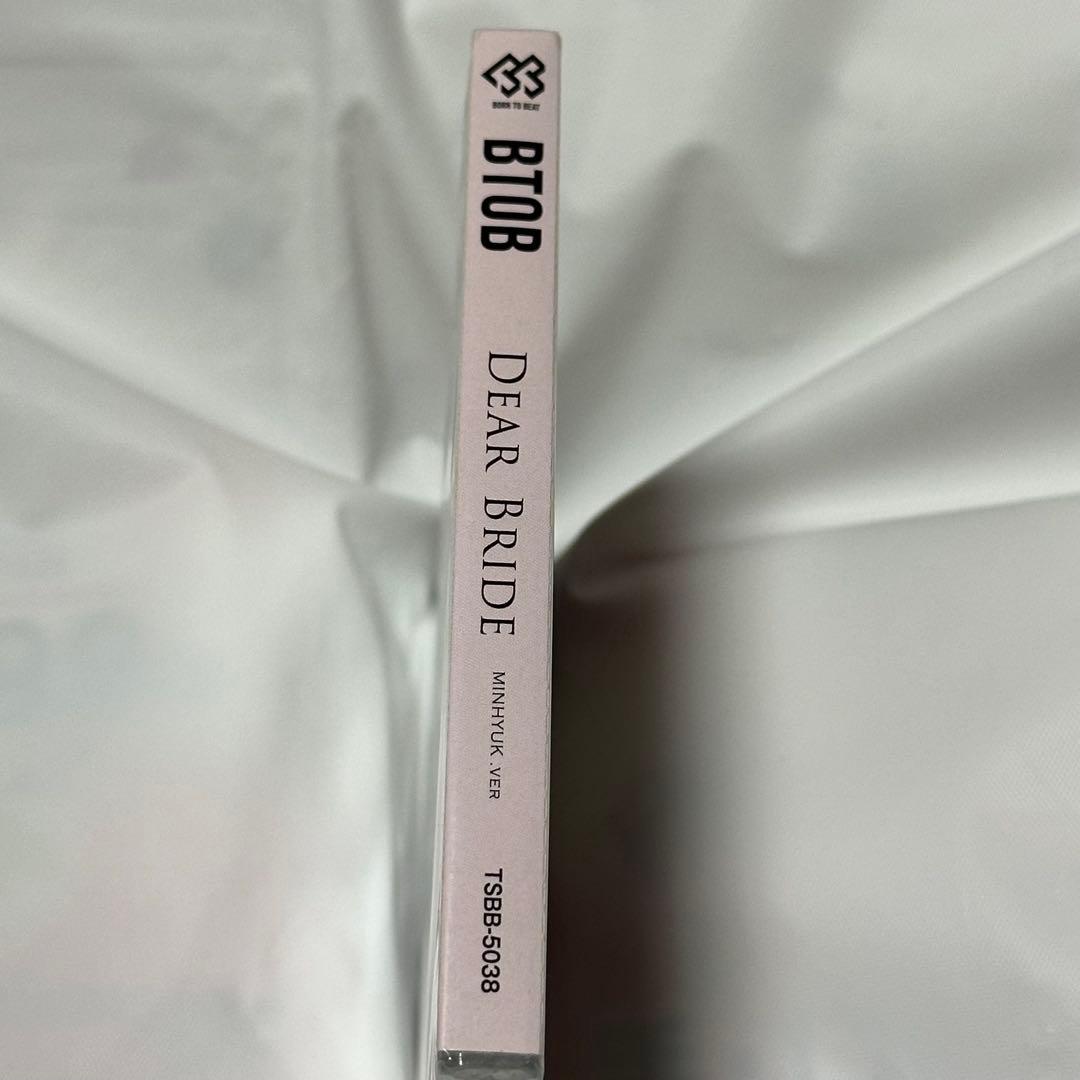 BORN TO BEAT
BTOB
DEAR BRIDE
MINHYUK .VER
TSBB-5038